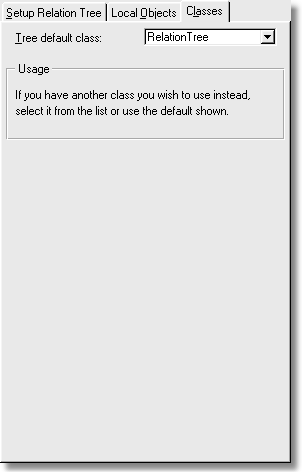 Setup Relation Tree Local Objects Classes
Tree default class: RelationTree
Usage
If you have another class you wish to use instead,
select it from the list or use the default shown.